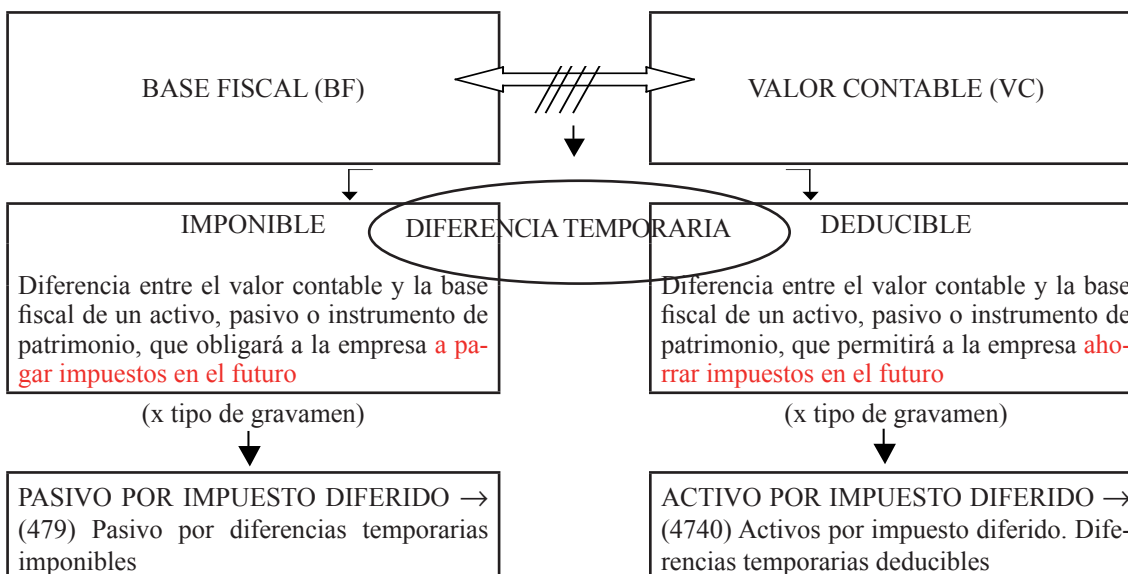 BASE FISCAL (BF)
VALOR CONTABLE (VC)
DIFERENCIA TEMPORARIA
IMPONIBLE
Diferencia entre el valor contable y la base
fiscal de un activo, pasivo o instrumento de
patrimonio, que obligará a la empresa a pa-
gar impuestos en el futuro
(x tipo de gravamen)
PASIVO POR IMPUESTO DIFERIDO →
(479) Pasivo por diferencias temporarias
imponibles
DEDUCIBLE
Diferencia entre el valor contable y la base
fiscal de un activo, pasivo o instrumento de
patrimonio, que permitirá a la empresa aho-
rrar impuestos en el futuro
(x tipo de gravamen)
ACTIVO POR IMPUESTO DIFERIDO →
(4740) Activos por impuesto diferido. Dife-
rencias temporarias deducibles